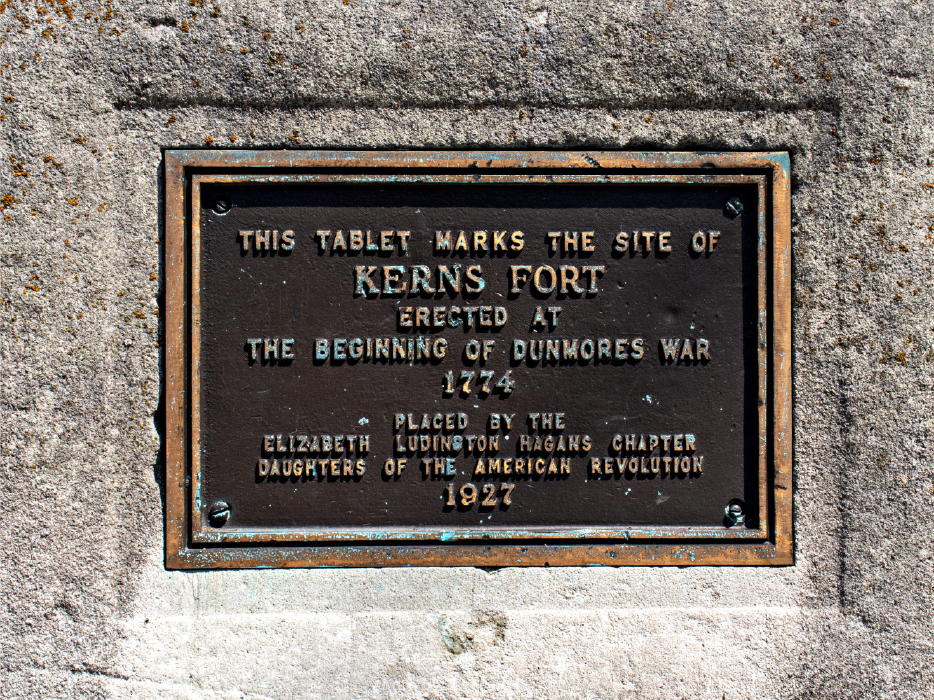 THIS TABLET MARKS THE SITE OF
KERNS FORT
ERECTED AT
THE BEGINNING OF DUNMORES WAR
1774
PLACED BY THE
ELIZABETH LUDINGTON HAGANS CHAPTER
DAUGHTERS OF THE AMERICAN REVOLUTION
1927